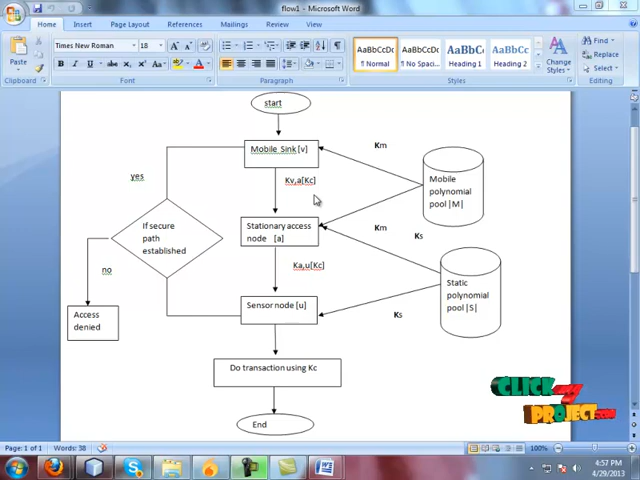 flow1 - Microsoft Word
Home Insert Page Layout References Mailings Review View
Paste
Times New Roman 18
AaBbCcDc AaBbCcDc AaBbC AaBbCc
¶ Normal ¶ No Spaci... Heading 1 Heading 2
Change Styles
Find
Replace
Select
Clipboard Font Paragraph Styles Editing
start
Mobile Sink [v]
Km
yes
Kv,a[Kc]
Mobile
polynomial
pool |M|
If secure
path
established
Stationary access
node [a]
Km
Ks
no
Ka,u[Kc]
Static
polynomial
pool |S|
Access
denied
Sensor node [u]
Ks
Do transaction using Kc
End
CLICK MY
PROJECT.COM
Page: 1 of 1 Words: 38
100%
4:57 PM
4/29/2013